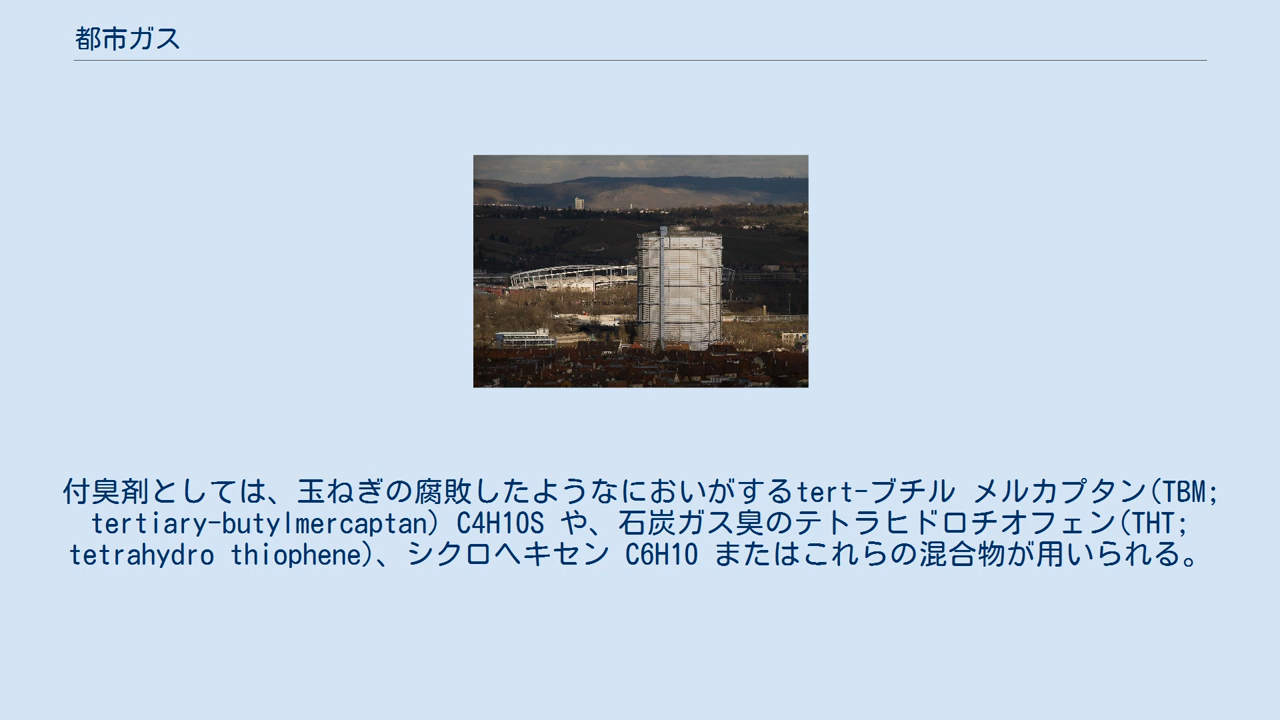 都市ガス
付臭剤としては、玉ねぎの腐敗したようなにおいがするtert-ブチル メルカプタン(TBM;
tertiary-butylmercaptan) C4H10S や、石炭ガス臭のテトラヒドロチオフェン(THT;
tetrahydro thiophene)、シクロヘキセン C6H10 またはこれらの混合物が用いられる。